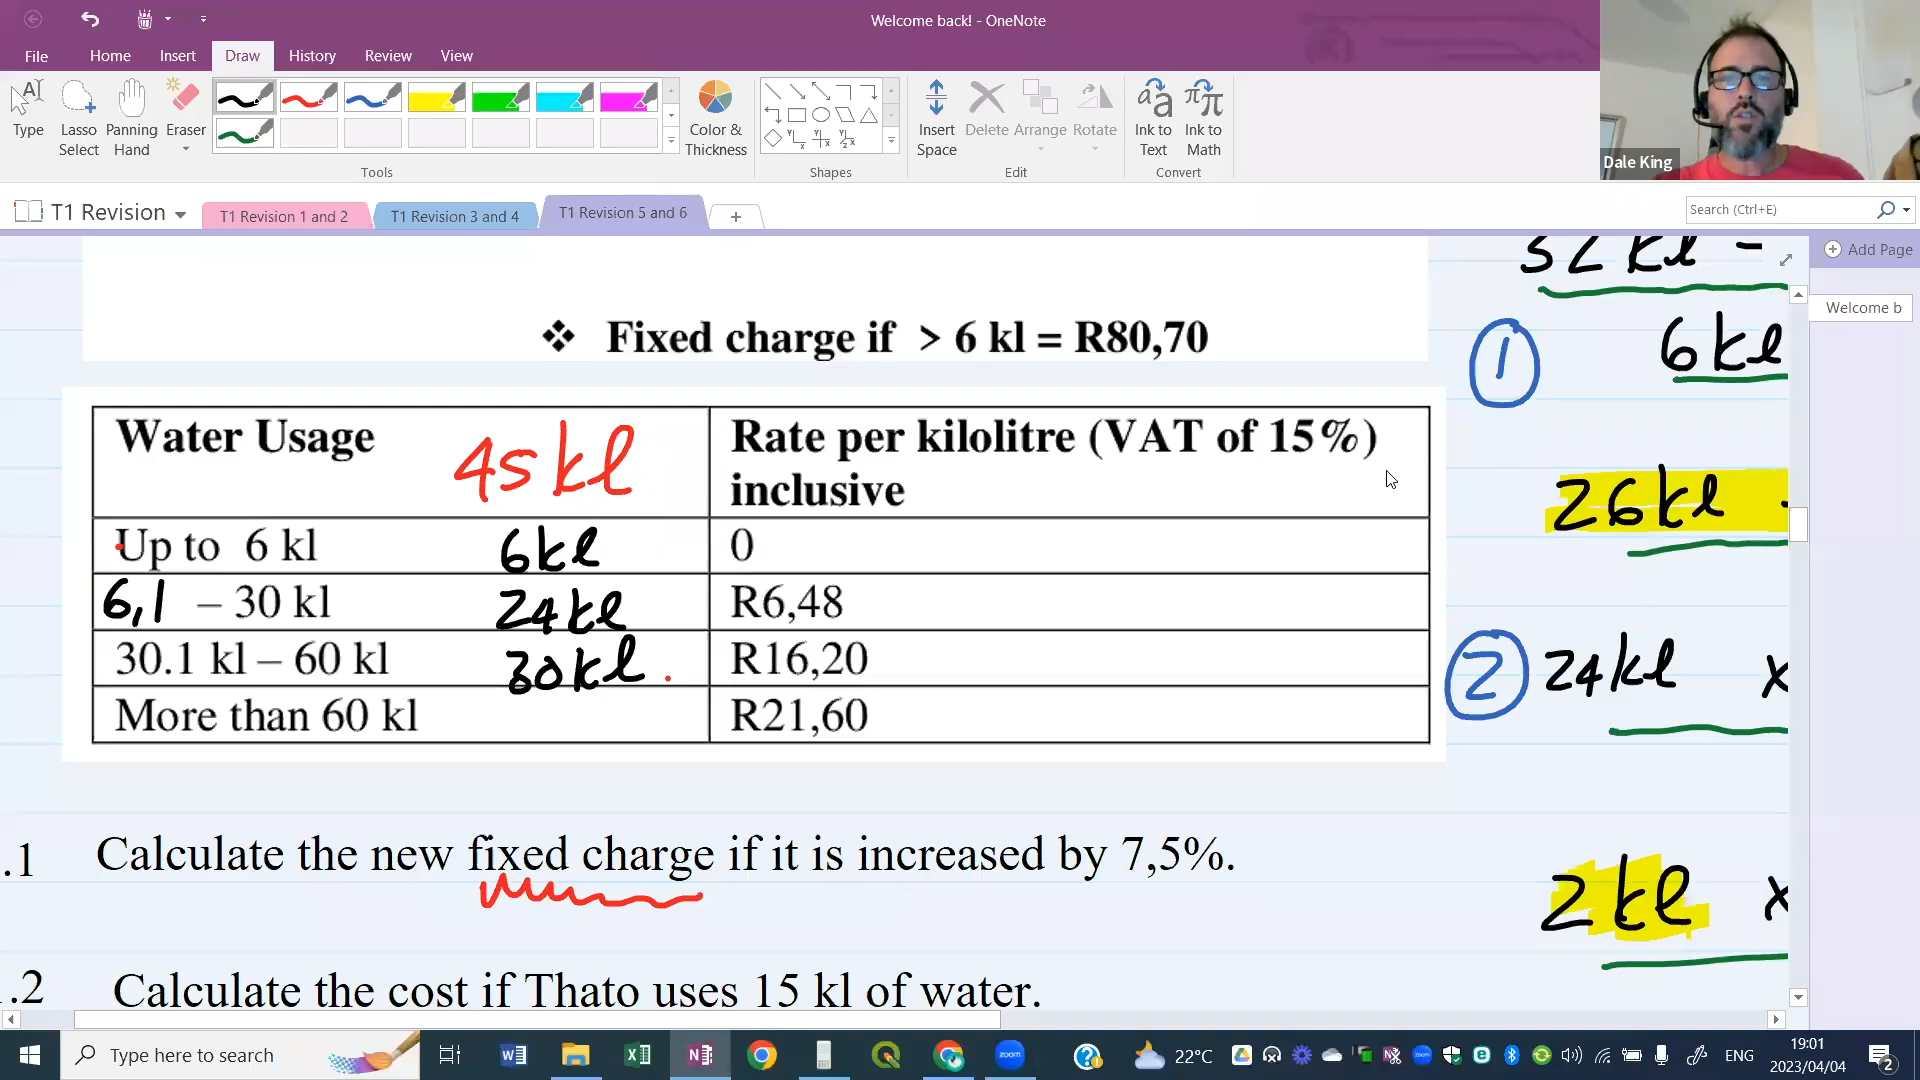 Welcome back! - OneNote
File Home Insert Draw History Review View
Type
Lasso Select
Panning Hand
Eraser
Color & Thickness
Insert Space
Delete
Arrange
Rotate
Ink to Text
Ink to Math
Tools
Shapes
Edit
Convert
Dale King
T1 Revision
T1 Revision 1 and 2
T1 Revision 3 and 4
T1 Revision 5 and 6
Search (Ctrl+E)
Add Page
Welcome b
❖ Fixed charge if > 6 kl = R80,70
Water Usage 45kl Rate per kilolitre (VAT of 15%) inclusive
Up to 6 kl 6kl 0
6,1 – 30 kl 24kl R6,48
30.1 kl – 60 kl 30kl . R16,20
More than 60 kl R21,60
32 kl =
1 6kl
26kl
2 24kl x
2kl x
.1 Calculate the new fixed charge if it is increased by 7,5%.
.2 Calculate the cost if Thato uses 15 kl of water.
Type here to search
zoom
22°C
ENG
19:01
2023/04/04
2